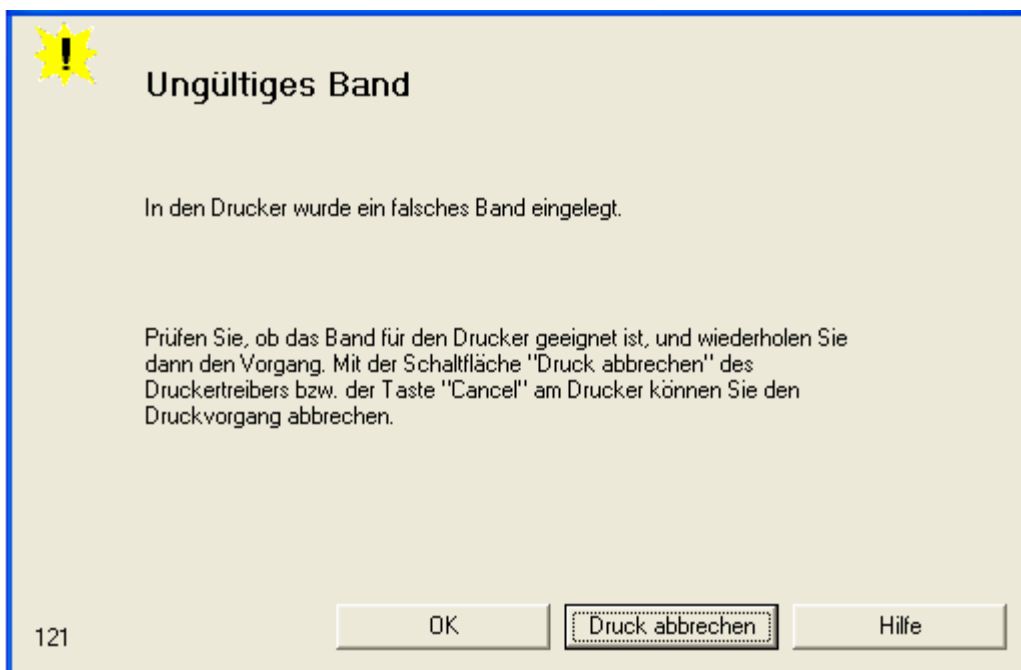 !
Ungültiges Band
In den Drucker wurde ein falsches Band eingelegt.
Prüfen Sie, ob das Band für den Drucker geeignet ist, und wiederholen Sie
dann den Vorgang. Mit der Schaltfläche "Druck abbrechen" des
Druckertreibers bzw. der Taste "Cancel" am Drucker können Sie den
Druckvorgang abbrechen.
121
OK
Druck abbrechen
Hilfe